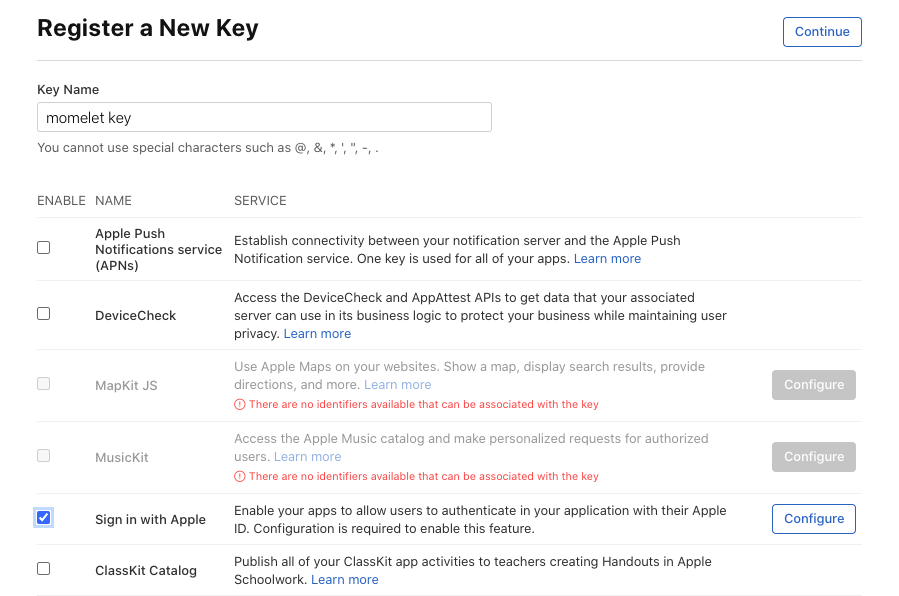 Register a New Key
Continue
Key Name
momelet key
You cannot use special characters such as @, &, *, ', ", -, .
ENABLE NAME SERVICE
Apple Push
Notifications service
(APNs)
Establish connectivity between your notification server and the Apple Push
Notification service. One key is used for all of your apps. Learn more
DeviceCheck
Access the DeviceCheck and AppAttest APIs to get data that your associated
server can use in its business logic to protect your business while maintaining user
privacy. Learn more
MapKit JS
Use Apple Maps on your websites. Show a map, display search results, provide
directions, and more. Learn more
There are no identifiers available that can be associated with the key
Configure
MusicKit
Access the Apple Music catalog and make personalized requests for authorized
users. Learn more
There are no identifiers available that can be associated with the key
Configure
Sign in with Apple
Enable your apps to allow users to authenticate in your application with their Apple
ID. Configuration is required to enable this feature.
Configure
ClassKit Catalog
Publish all of your ClassKit app activities to teachers creating Handouts in Apple
Schoolwork. Learn more